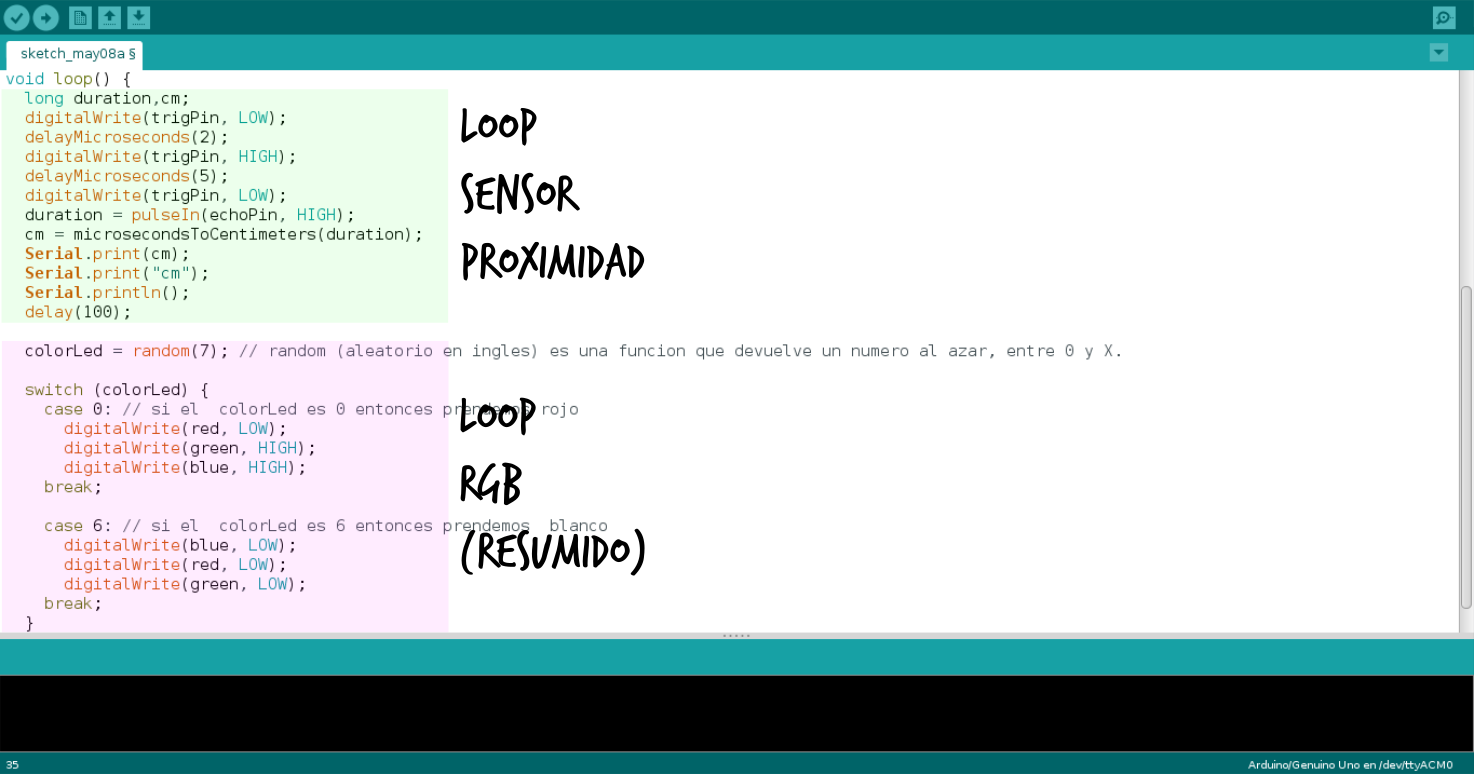 sketch_may08a §
void loop() {
long duration,cm;
digitalWrite(trigPin, LOW);
LOOP
delayMicroseconds(2);
digitalWrite(trigPin, HIGH);
delayMicroseconds(5);
digitalWrite(trigPin, LOW);
SENSOR
duration = pulseIn(echoPin, HIGH);
cm = microsecondsToCentimeters(duration);
Serial.print(cm);
PROXIMIDAD
Serial.print("cm");
Serial.println();
delay(100);
colorLed = random(7); // random (aleatorio en ingles) es una funcion que devuelve un numero al azar, entre 0 y X.
switch (colorLed) {
case 0: // si el  colorLed es 0 entonces prendemos rojo
LOOP
digitalWrite(red, LOW);
digitalWrite(green, HIGH);
digitalWrite(blue, HIGH);
RGB
break;
case 6: // si el  colorLed es 6 entonces prendemos  blanco
(RESUMIDO)
digitalWrite(blue, LOW);
digitalWrite(red, LOW);
digitalWrite(green, LOW);
break;
}
35
Arduino/Genuino Uno en /dev/ttyACM0